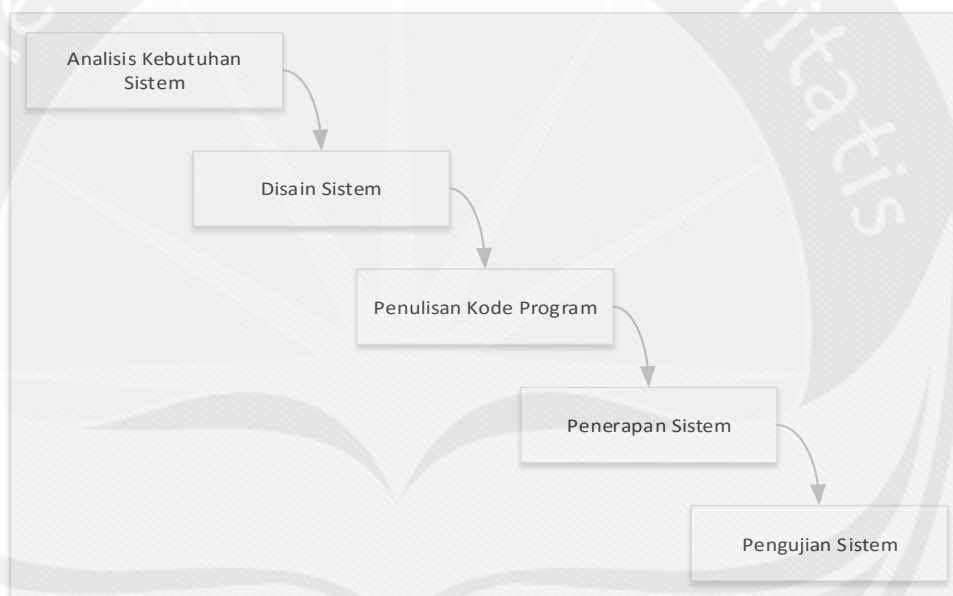 Analisis Kebutuhan
Sistem
Disain Sistem
Penulisan Kode Program
Penerapan Sistem
Pengujian Sistem